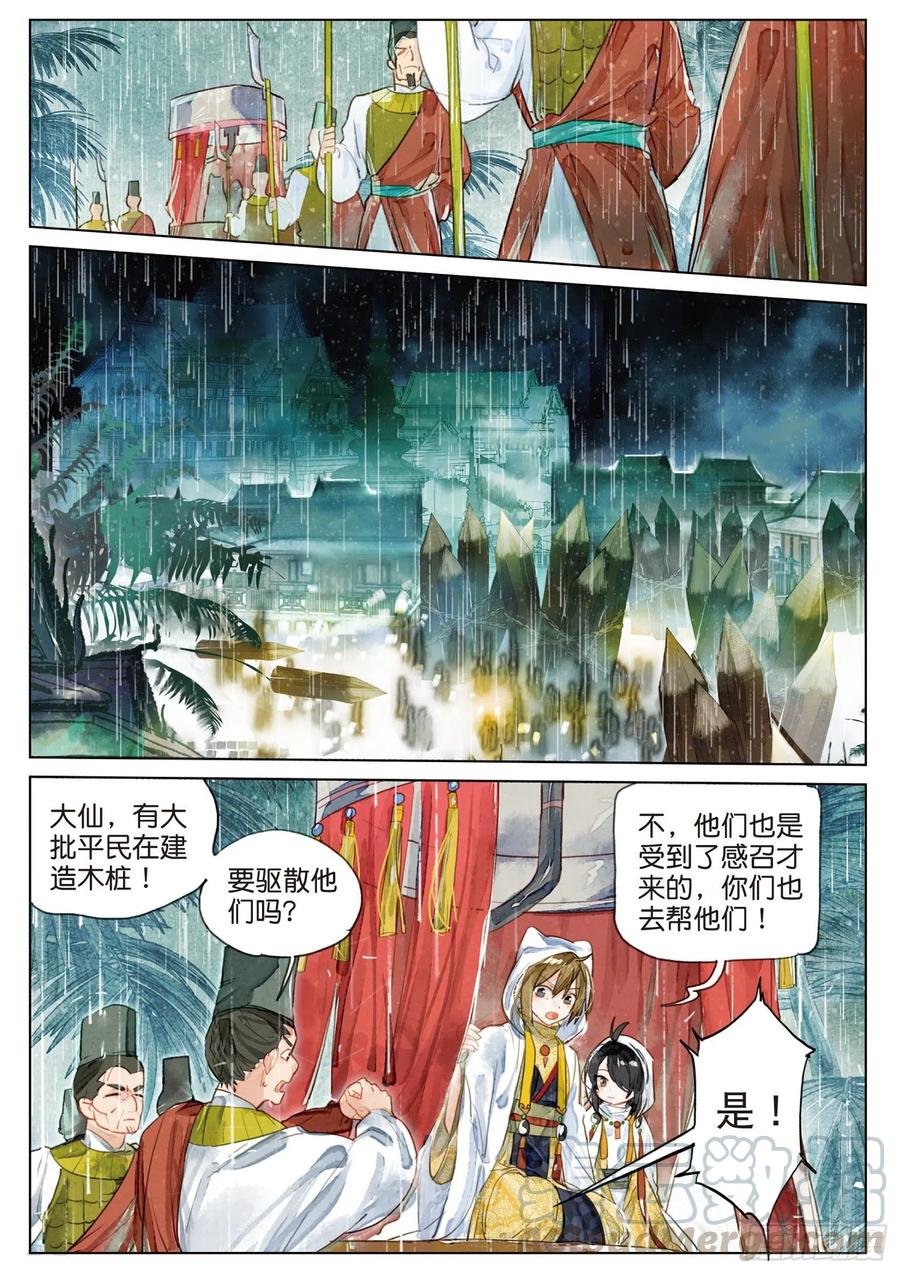 大仙，有大
批平民在建
造木桩！
要驱散他
们吗？
不，他们也是
受到了感召才
来的，你们也
去帮他们！
是！